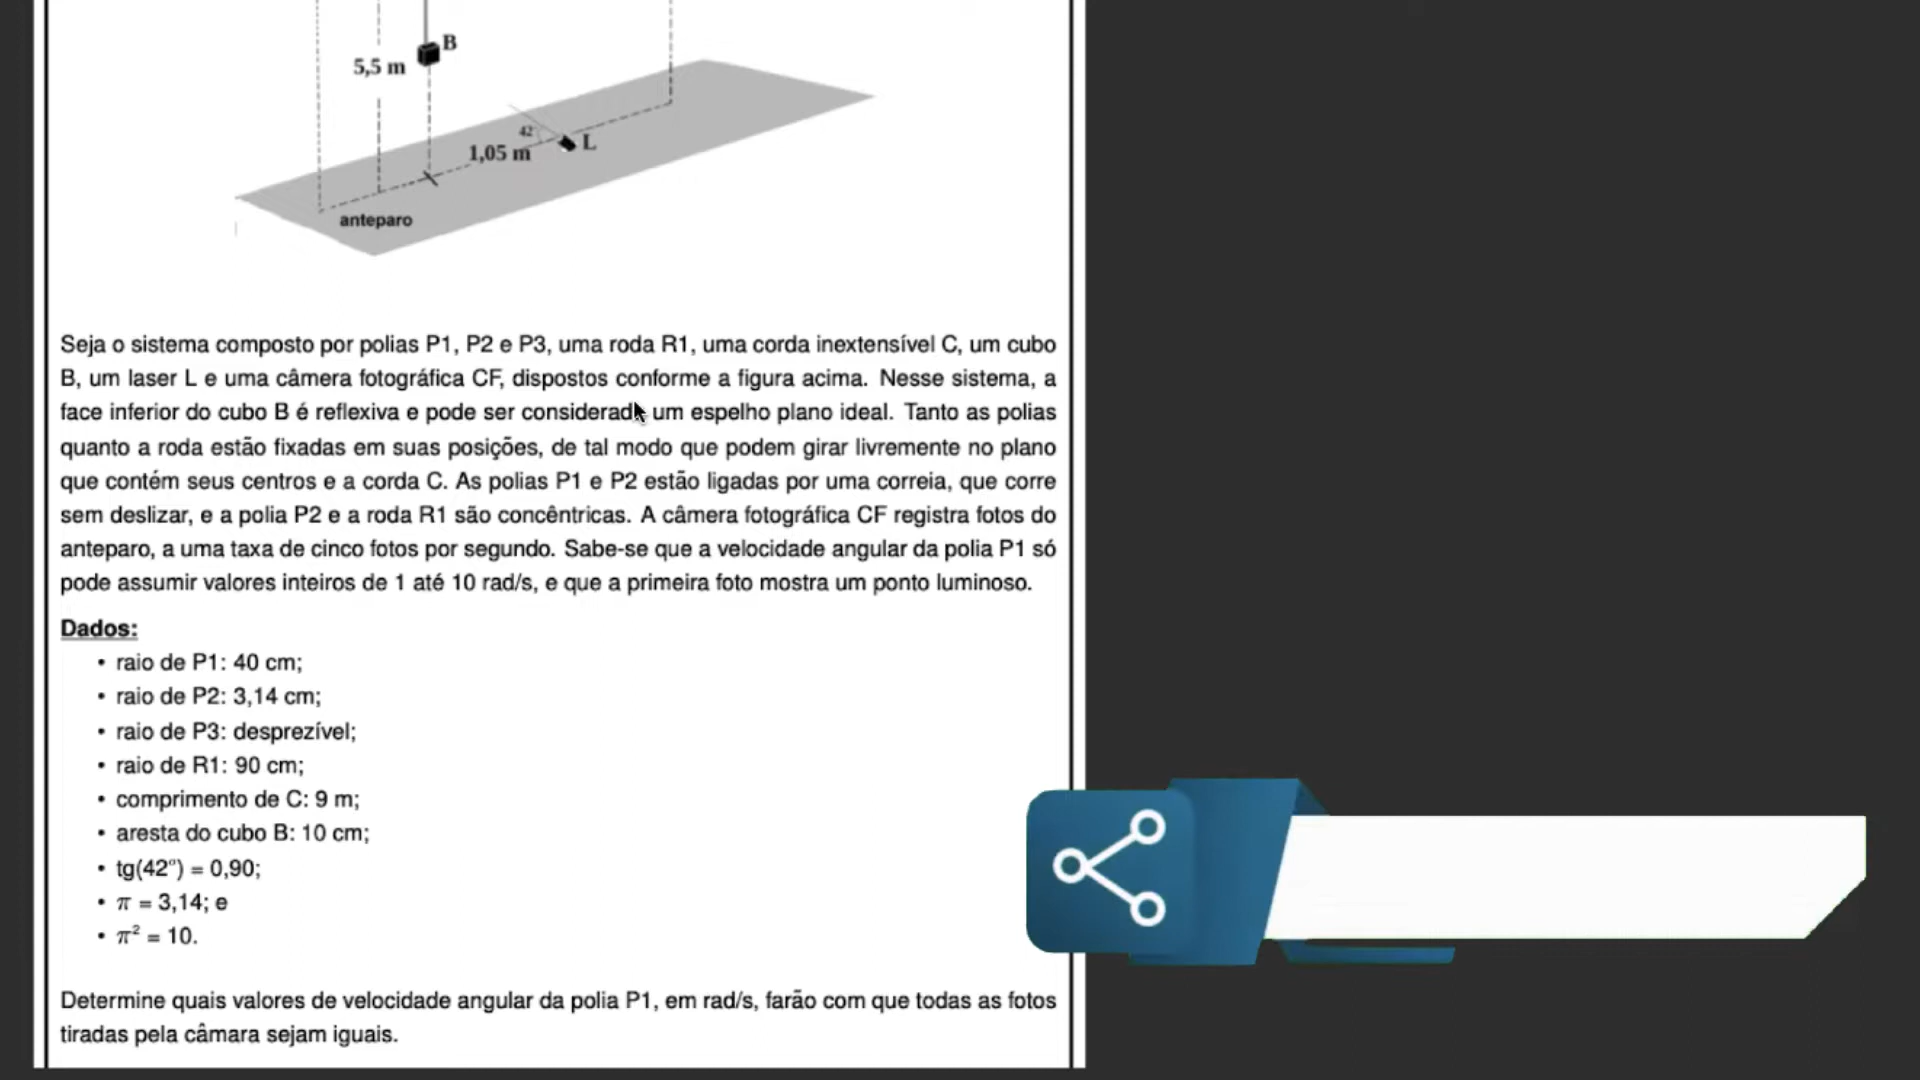 B
5,5 m
42°
1,05 m
L
anteparo
Seja o sistema composto por polias P1, P2 e P3, uma roda R1, uma corda inextensível C, um cubo
B, um laser L e uma câmera fotográfica CF, dispostos conforme a figura acima. Nesse sistema, a
face inferior do cubo B é reflexiva e pode ser considerada um espelho plano ideal. Tanto as polias
quanto a roda estão fixadas em suas posições, de tal modo que podem girar livremente no plano
que contém seus centros e a corda C. As polias P1 e P2 estão ligadas por uma correia, que corre
sem deslizar, e a polia P2 e a roda R1 são concêntricas. A câmera fotográfica CF registra fotos do
anteparo, a uma taxa de cinco fotos por segundo. Sabe-se que a velocidade angular da polia P1 só
pode assumir valores inteiros de 1 até 10 rad/s, e que a primeira foto mostra um ponto luminoso.
Dados:
• raio de P1: 40 cm;
• raio de P2: 3,14 cm;
• raio de P3: desprezível;
• raio de R1: 90 cm;
• comprimento de C: 9 m;
• aresta do cubo B: 10 cm;
• tg(42°) = 0,90;
• π = 3,14; e
• π² = 10.
Determine quais valores de velocidade angular da polia P1, em rad/s, farão com que todas as fotos
tiradas pela câmara sejam iguais.